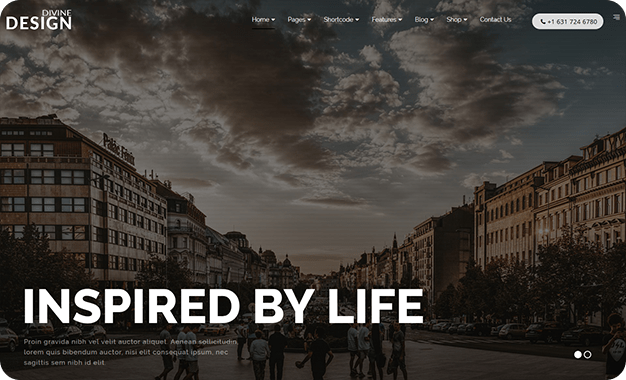 DIVINE
DESIGN
Home Pages Shortcode Features Blog Shop Contact Us
+1 631 724 6780
INSPIRED BY LIFE
Proin gravida nibh vel velit auctor aliquet. Aenean sollicitudin,
lorem quis bibendum auctor, nisi elit consequat ipsum, nec
sagittis sem nibh id elit.